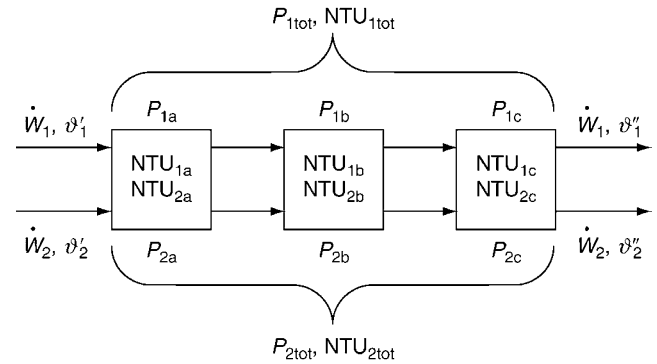 P₁tot, NTU₁tot
Ẇ₁, ϑ′₁ P₁a P₁b P₁c Ẇ₁, ϑ″₁
NTU₁a NTU₁b NTU₁c
NTU₂a NTU₂b NTU₂c
Ẇ₂, ϑ′₂ P₂a P₂b P₂c Ẇ₂, ϑ″₂
P₂tot, NTU₂tot